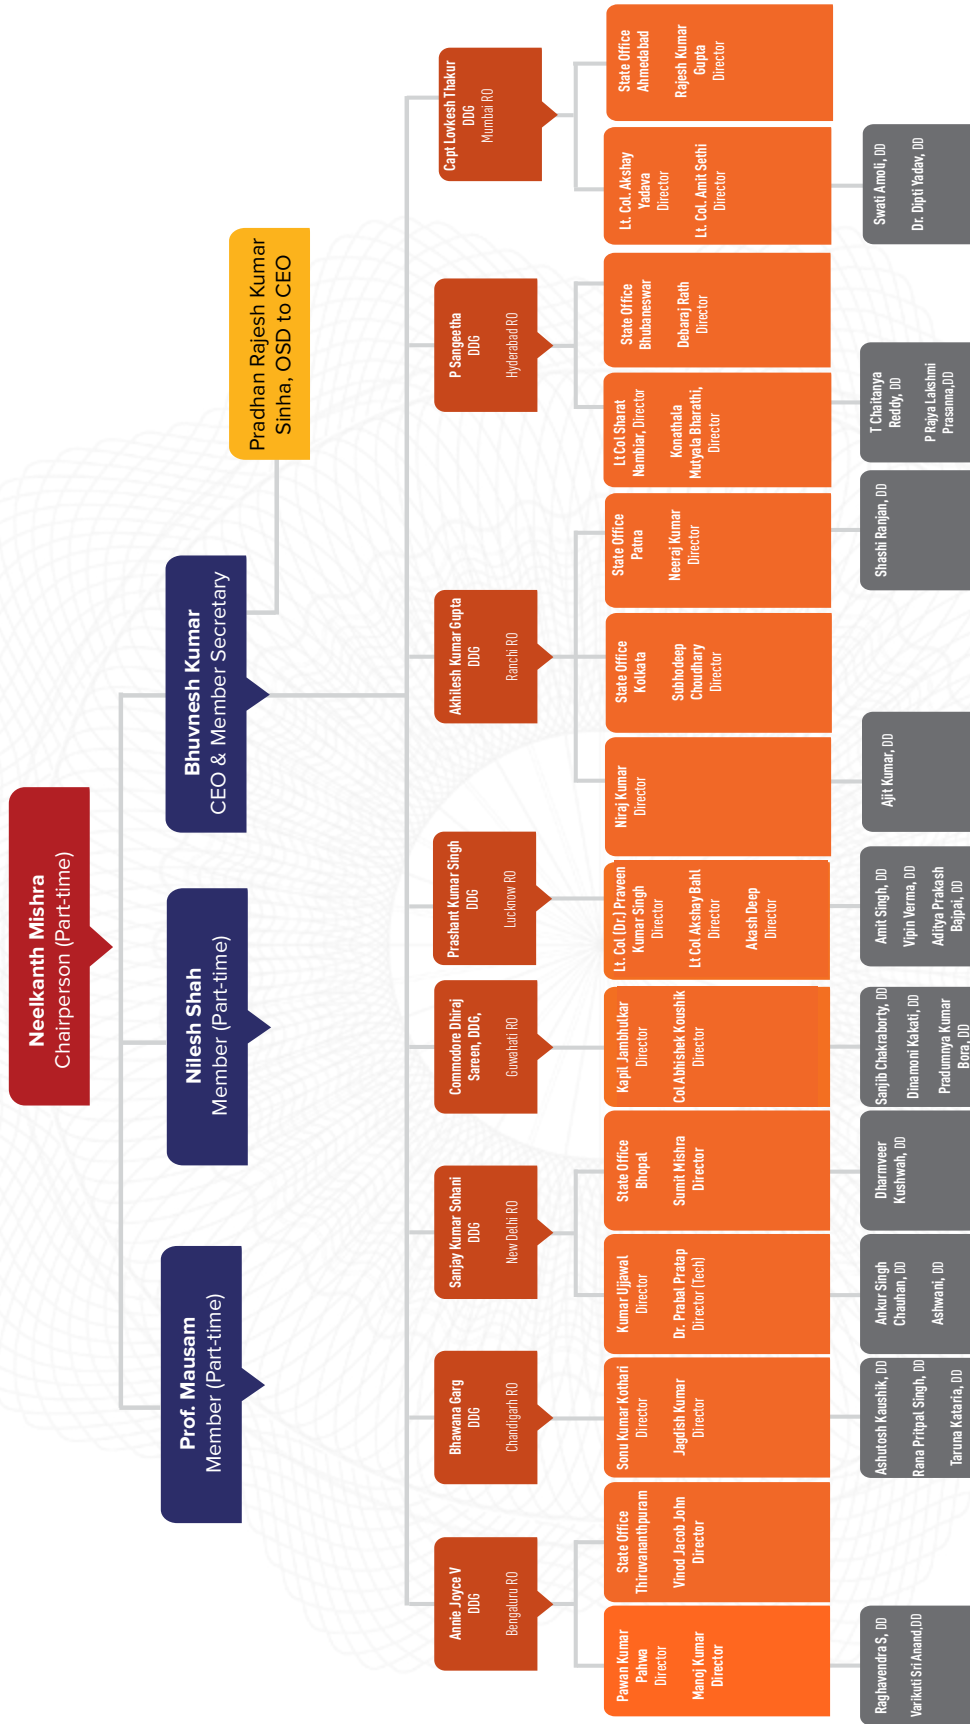 Neelkanth Mishra
Chairperson (Part-time)
Prof. Mausam
Member (Part-time)
Nilesh Shah
Member (Part-time)
Bhuvnesh Kumar
CEO & Member Secretary
Pradhan Rajesh Kumar
Sinha, OSD to CEO
Annie Joyce V
DDG
Bengaluru RO
Bhawana Garg
DDG
Chandigarh RO
Sanjay Kumar Sohani
DDG
New Delhi RO
Commodore Dhiraj
Sareen, DDG,
Guwahati RO
Prashant Kumar Singh
DDG
Lucknow RO
Akhilesh Kumar Gupta
DDG
Ranchi RO
P Sangeetha
DDG
Hyderabad RO
Capt Lovkesh Thakur
DDG
Mumbai RO
Pawan Kumar
Pahwa
Director
Manoj Kumar
Director
State Office
Thiruvananthpuram
Vinod Jacob John
Director
Sonu Kumar Kothari
Director
Jagdish Kumar
Director
Kumar Ujjawal
Director
Dr. Prabal Pratap
Director (Tech)
State Office
Bhopal
Sumit Mishra
Director
Kapil Jambhulkar
Director
Col Abhishek Koushik
Director
Lt. Col (Dr.) Praveen
Kumar Singh
Director
Lt Col Akshay Bahl
Director
Akash Deep
Director
Niraj Kumar
Director
State Office
Kolkata
Subhodeep
Choudhary
Director
State Office
Patna
Neeraj Kumar
Director
Lt Col Sharat
Nambiar, Director
Konathala
Mutyala Bharathi,
Director
State Office
Bhubaneswar
Debaraj Rath
Director
Lt. Col. Akshay
Yadava
Director
Lt. Col. Amit Sethi
Director
State Office
Ahmedabad
Rajesh Kumar
Gupta
Director
Raghavendra S, DD
Varikuti Sri Anand,DD
Ashutosh Kaushik, DD
Rana Pritpal Singh, DD
Taruna Kataria, DD
Ankur Singh
Chauhan, DD
Ashwani, DD
Dharmveer
Kushwah, DD
Sanjib Chakraborty, DD
Dinamoni Kakati, DD
Pradumnya Kumar
Bora, DD
Amit Singh, DD
Vipin Verma, DD
Aditya Prakash
Bajpai, DD
Ajit Kumar, DD
Shashi Ranjan, DD
T Chaitanya
Reddy, DD
P Rajya Lakshmi
Prasanna,DD
Swati Amoli, DD
Dr. Dipti Yadav, DD